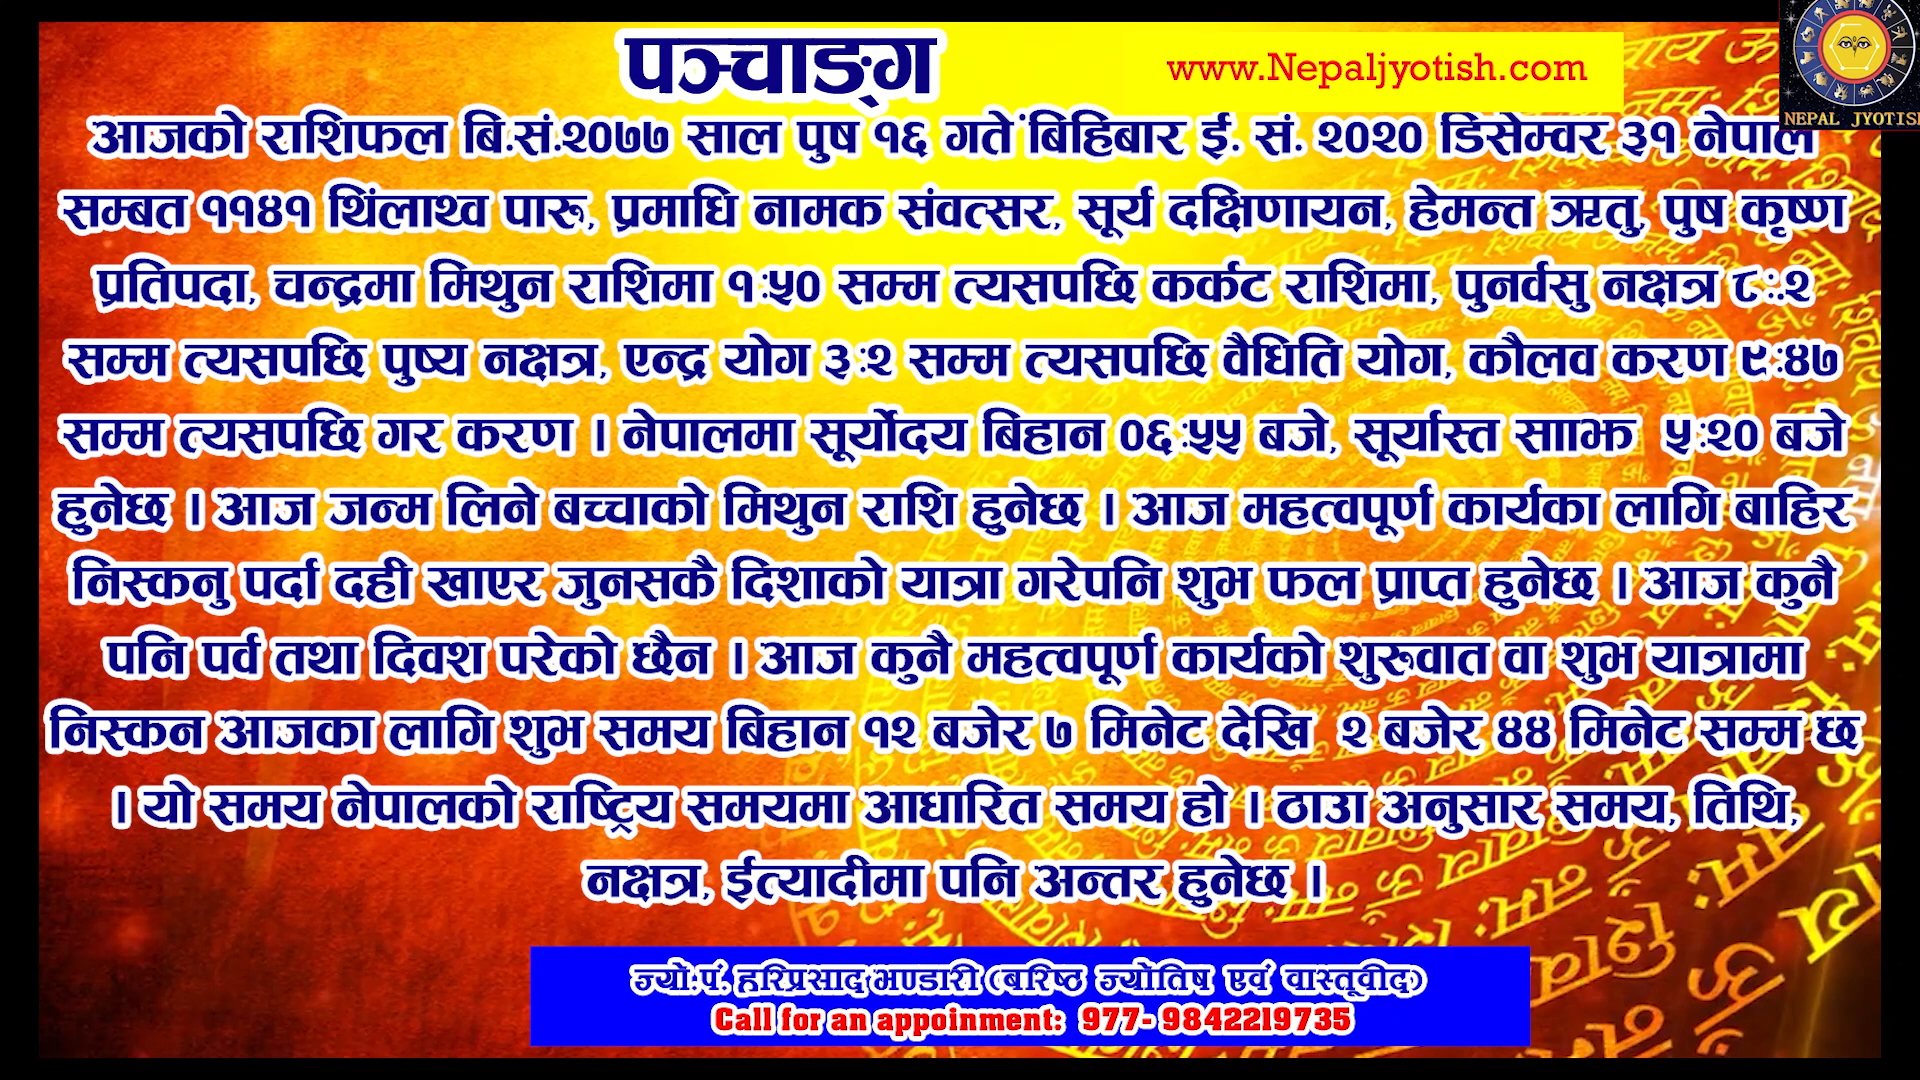 पञ्चाङ्ग
www.Nepaljyotish.com
NEPAL JYOTISH
आजको राशिफल बि.सं.२०७७ साल पुष १६ गते बिहिबार ई. सं. २०२० डिसेम्वर ३१ नेपाल
सम्बत ११४१ थिंलाथ्व पारू, प्रमाधि नामक संवत्सर, सूर्य दक्षिणायन, हेमन्त ऋतु, पुष कृष्ण
प्रतिपदा, चन्द्रमा मिथुन राशिमा १:५० सम्म त्यसपछि कर्कट राशिमा, पुनर्वसु नक्षत्र ८ः.२
सम्म त्यसपछि पुष्य नक्षत्र, एन्द्र योग ३:२ सम्म त्यसपछि वैधिति योग, कौलव करण ९:४७
सम्म त्यसपछि गर करण । नेपालमा सूर्योदय बिहान ०६:५५ बजे, सूर्यास्त सााझ ५:२० बजे
हुनेछ । आज जन्म लिने बच्चाको मिथुन राशि हुनेछ । आज महत्वपूर्ण कार्यका लागि बाहिर
निस्कनु पर्दा दही खाएर जुनसकै दिशाको यात्रा गरेपनि शुभ फल प्राप्त हुनेछ । आज कुनै
पनि पर्व तथा दिवश परेको छैन । आज कुनै महत्वपूर्ण कार्यको शुरुवात वा शुभ यात्रामा
निस्कन आजका लागि शुभ समय बिहान १२ बजेर ७ मिनेट देखि २ बजेर ४४ मिनेट सम्म छ
। यो समय नेपालको राष्ट्रिय समयमा आधारित समय हो । ठाउा अनुसार समय, तिथि,
नक्षत्र, ईत्यादीमा पनि अन्तर हुनेछ ।
ज्यो.पं. हरिप्रसाद भण्डारी (बरिष्ठ ज्योतिष एवं वास्तूवीद्)
Call for an appoinment: 977- 9842219735